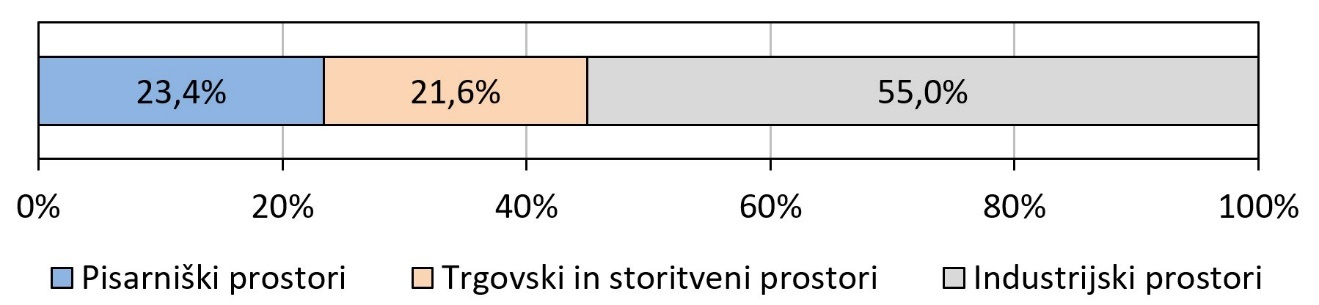 23,4% 21,6% 55,0%
0% 20% 40% 60% 80% 100%
Pisarniški prostori Trgovski in storitveni prostori Industrijski prostori